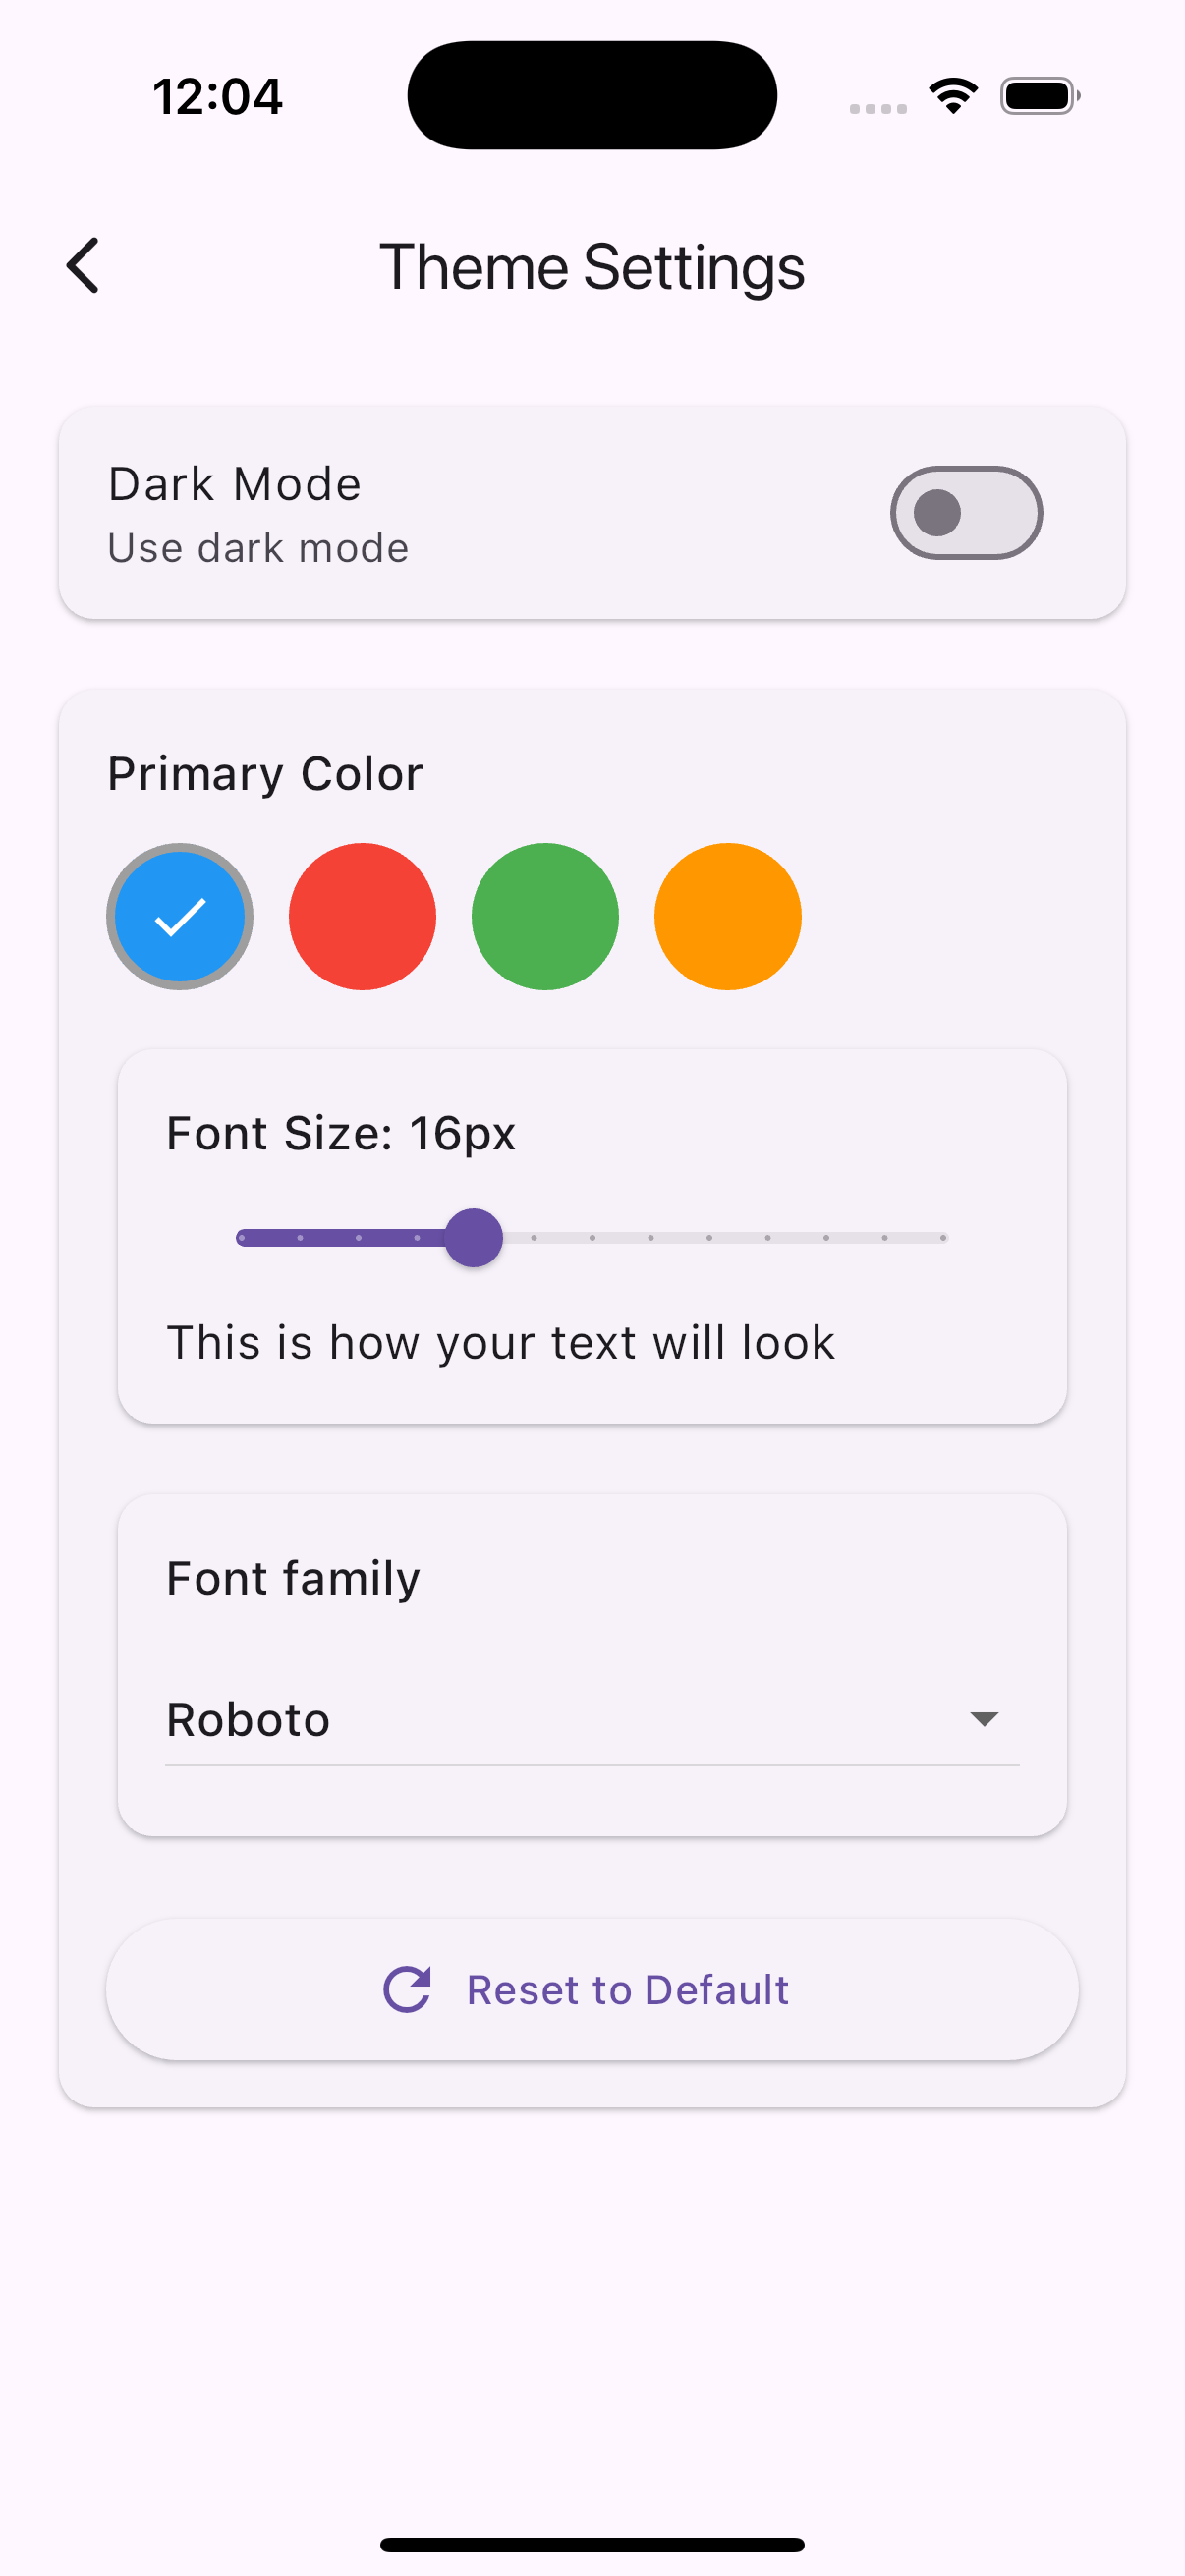 12:04
Theme Settings
Dark Mode
Use dark mode
Primary Color
Font Size: 16px
This is how your text will look
Font family
Roboto
Reset to Default